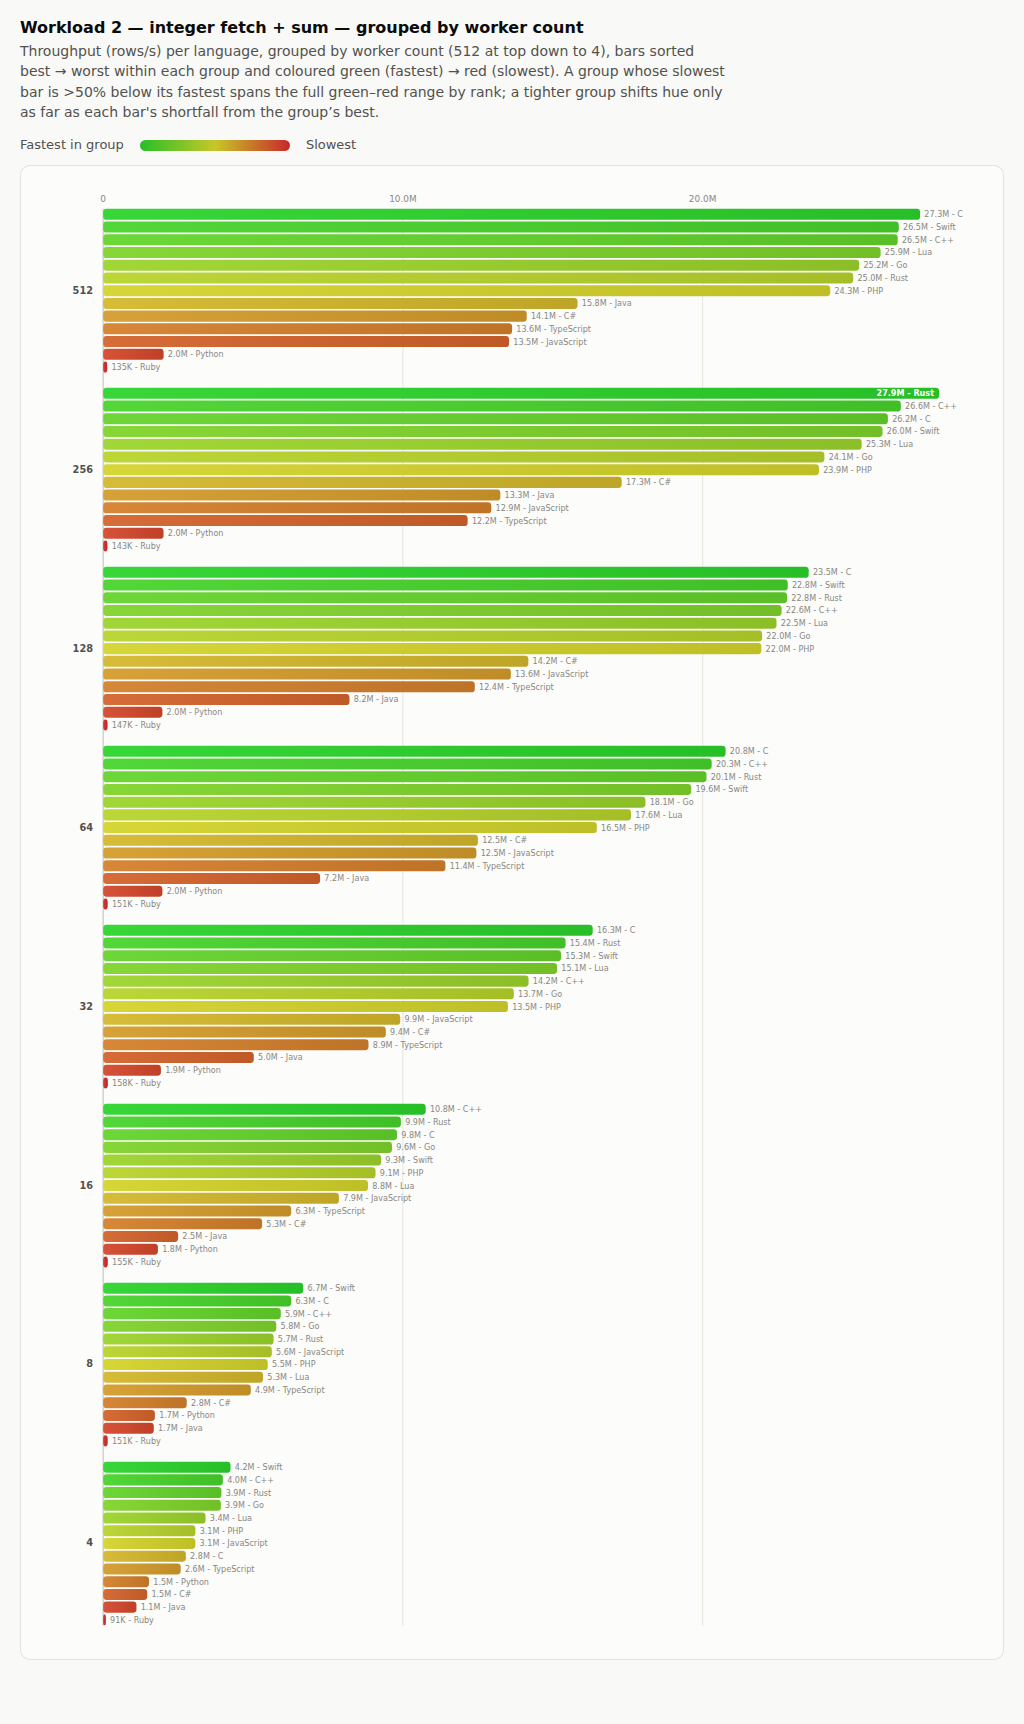 Workload 2 — integer fetch + sum — grouped by worker count
Throughput (rows/s) per language, grouped by worker count (512 at top down to 4), bars sorted
best → worst within each group and coloured green (fastest) → red (slowest). A group whose slowest
bar is >50% below its fastest spans the full green–red range by rank; a tighter group shifts hue only
as far as each bar's shortfall from the group’s best.
Fastest in group
Slowest
0
10.0M
20.0M
512
27.3M - C
26.5M - Swift
26.5M - C++
25.9M - Lua
25.2M - Go
25.0M - Rust
24.3M - PHP
15.8M - Java
14.1M - C#
13.6M - TypeScript
13.5M - JavaScript
2.0M - Python
135K - Ruby
256
27.9M - Rust
26.6M - C++
26.2M - C
26.0M - Swift
25.3M - Lua
24.1M - Go
23.9M - PHP
17.3M - C#
13.3M - Java
12.9M - JavaScript
12.2M - TypeScript
2.0M - Python
143K - Ruby
128
23.5M - C
22.8M - Swift
22.8M - Rust
22.6M - C++
22.5M - Lua
22.0M - Go
22.0M - PHP
14.2M - C#
13.6M - JavaScript
12.4M - TypeScript
8.2M - Java
2.0M - Python
147K - Ruby
64
20.8M - C
20.3M - C++
20.1M - Rust
19.6M - Swift
18.1M - Go
17.6M - Lua
16.5M - PHP
12.5M - C#
12.5M - JavaScript
11.4M - TypeScript
7.2M - Java
2.0M - Python
151K - Ruby
32
16.3M - C
15.4M - Rust
15.3M - Swift
15.1M - Lua
14.2M - C++
13.7M - Go
13.5M - PHP
9.9M - JavaScript
9.4M - C#
8.9M - TypeScript
5.0M - Java
1.9M - Python
158K - Ruby
16
10.8M - C++
9.9M - Rust
9.8M - C
9.6M - Go
9.3M - Swift
9.1M - PHP
8.8M - Lua
7.9M - JavaScript
6.3M - TypeScript
5.3M - C#
2.5M - Java
1.8M - Python
155K - Ruby
8
6.7M - Swift
6.3M - C
5.9M - C++
5.8M - Go
5.7M - Rust
5.6M - JavaScript
5.5M - PHP
5.3M - Lua
4.9M - TypeScript
2.8M - C#
1.7M - Python
1.7M - Java
151K - Ruby
4
4.2M - Swift
4.0M - C++
3.9M - Rust
3.9M - Go
3.4M - Lua
3.1M - PHP
3.1M - JavaScript
2.8M - C
2.6M - TypeScript
1.5M - Python
1.5M - C#
1.1M - Java
91K - Ruby